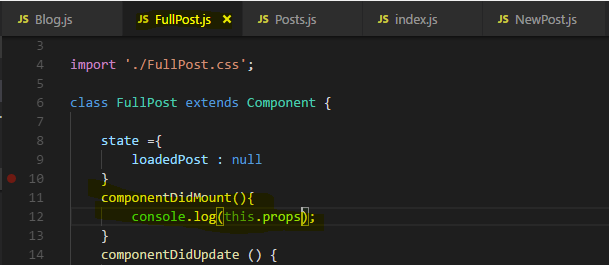 JS Blog.js JS FullPost.js × JS Posts.js JS index.js JS NewPost.js
3
4 import './FullPost.css';
5
6 class FullPost extends Component {
7
8 state ={
9 loadedPost : null
10 }
11 componentDidMount(){
12 console.log(this.props);
13 }
14 componentDidUpdate () {